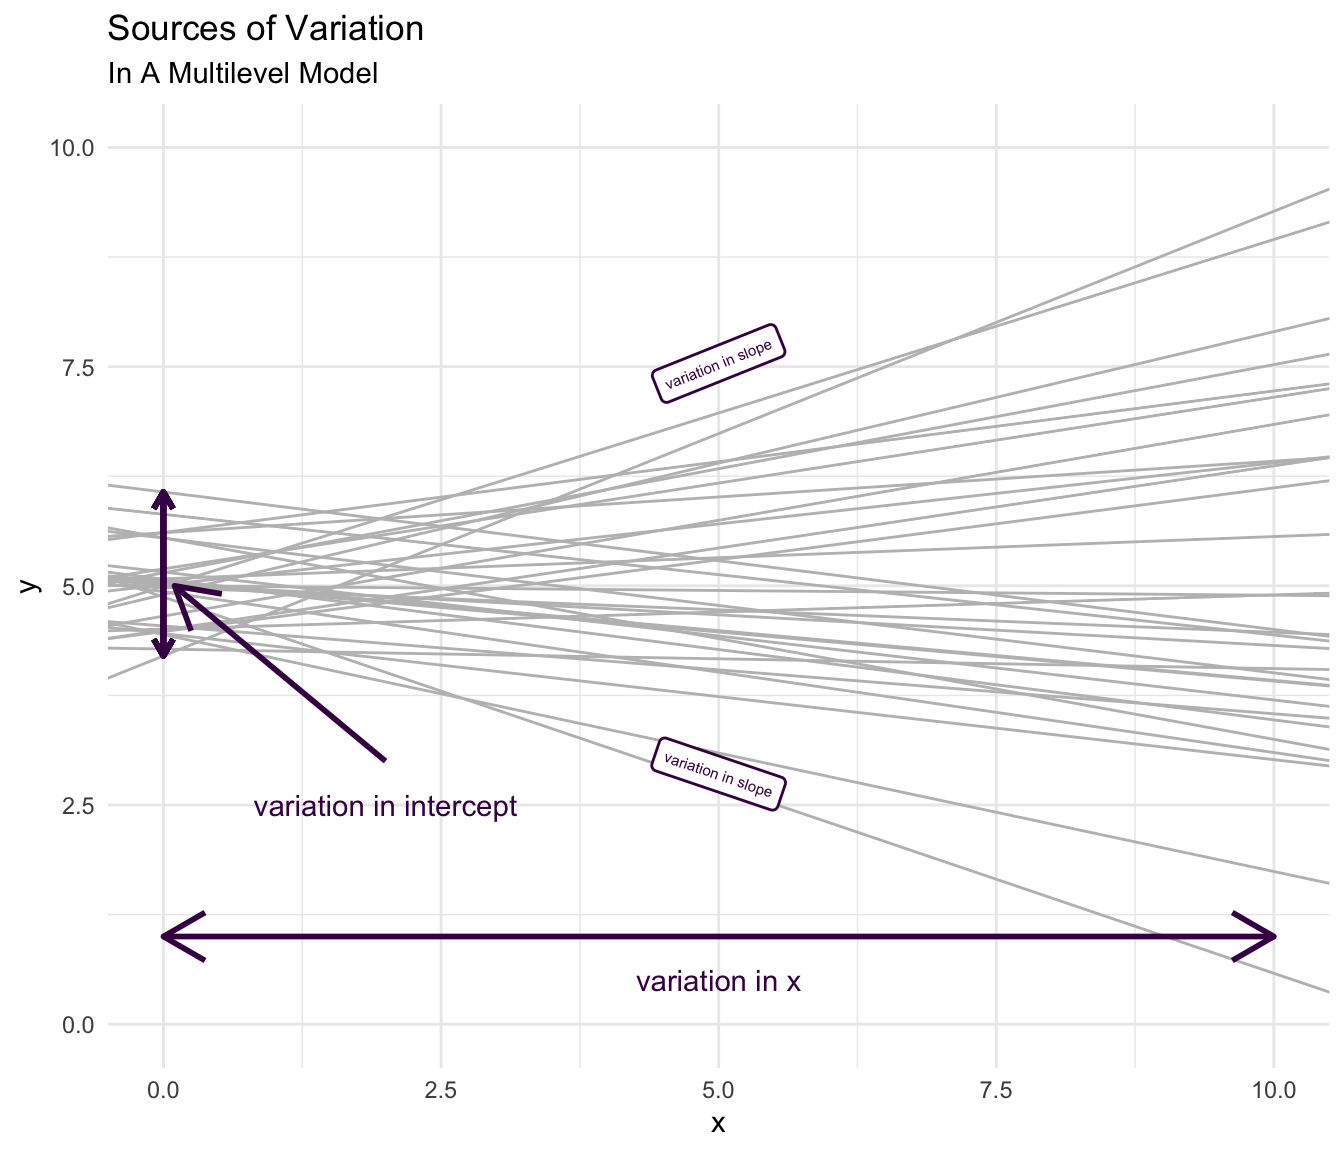 Sources of Variation
In A Multilevel Model
10.0
7.5
5.0
2.5
0.0
y
variation in slope
variation in slope
variation in intercept
variation in x
0.0
2.5
5.0
7.5
10.0
x